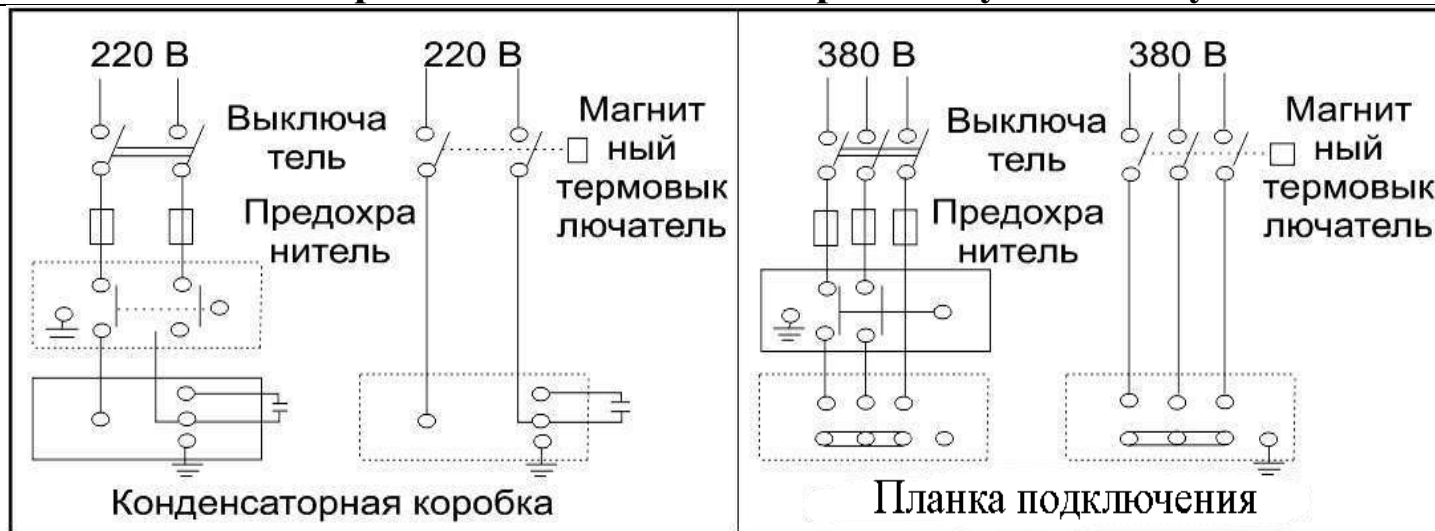 220 В
220 В
Выключа
тель
Магнит
ный
термовык
лючатель
Предохра
нитель
Конденсаторная коробка
380 В
380 В
Выключа
тель
Магнит
ный
термовык
лючатель
Предохра
нитель
Планка подключения